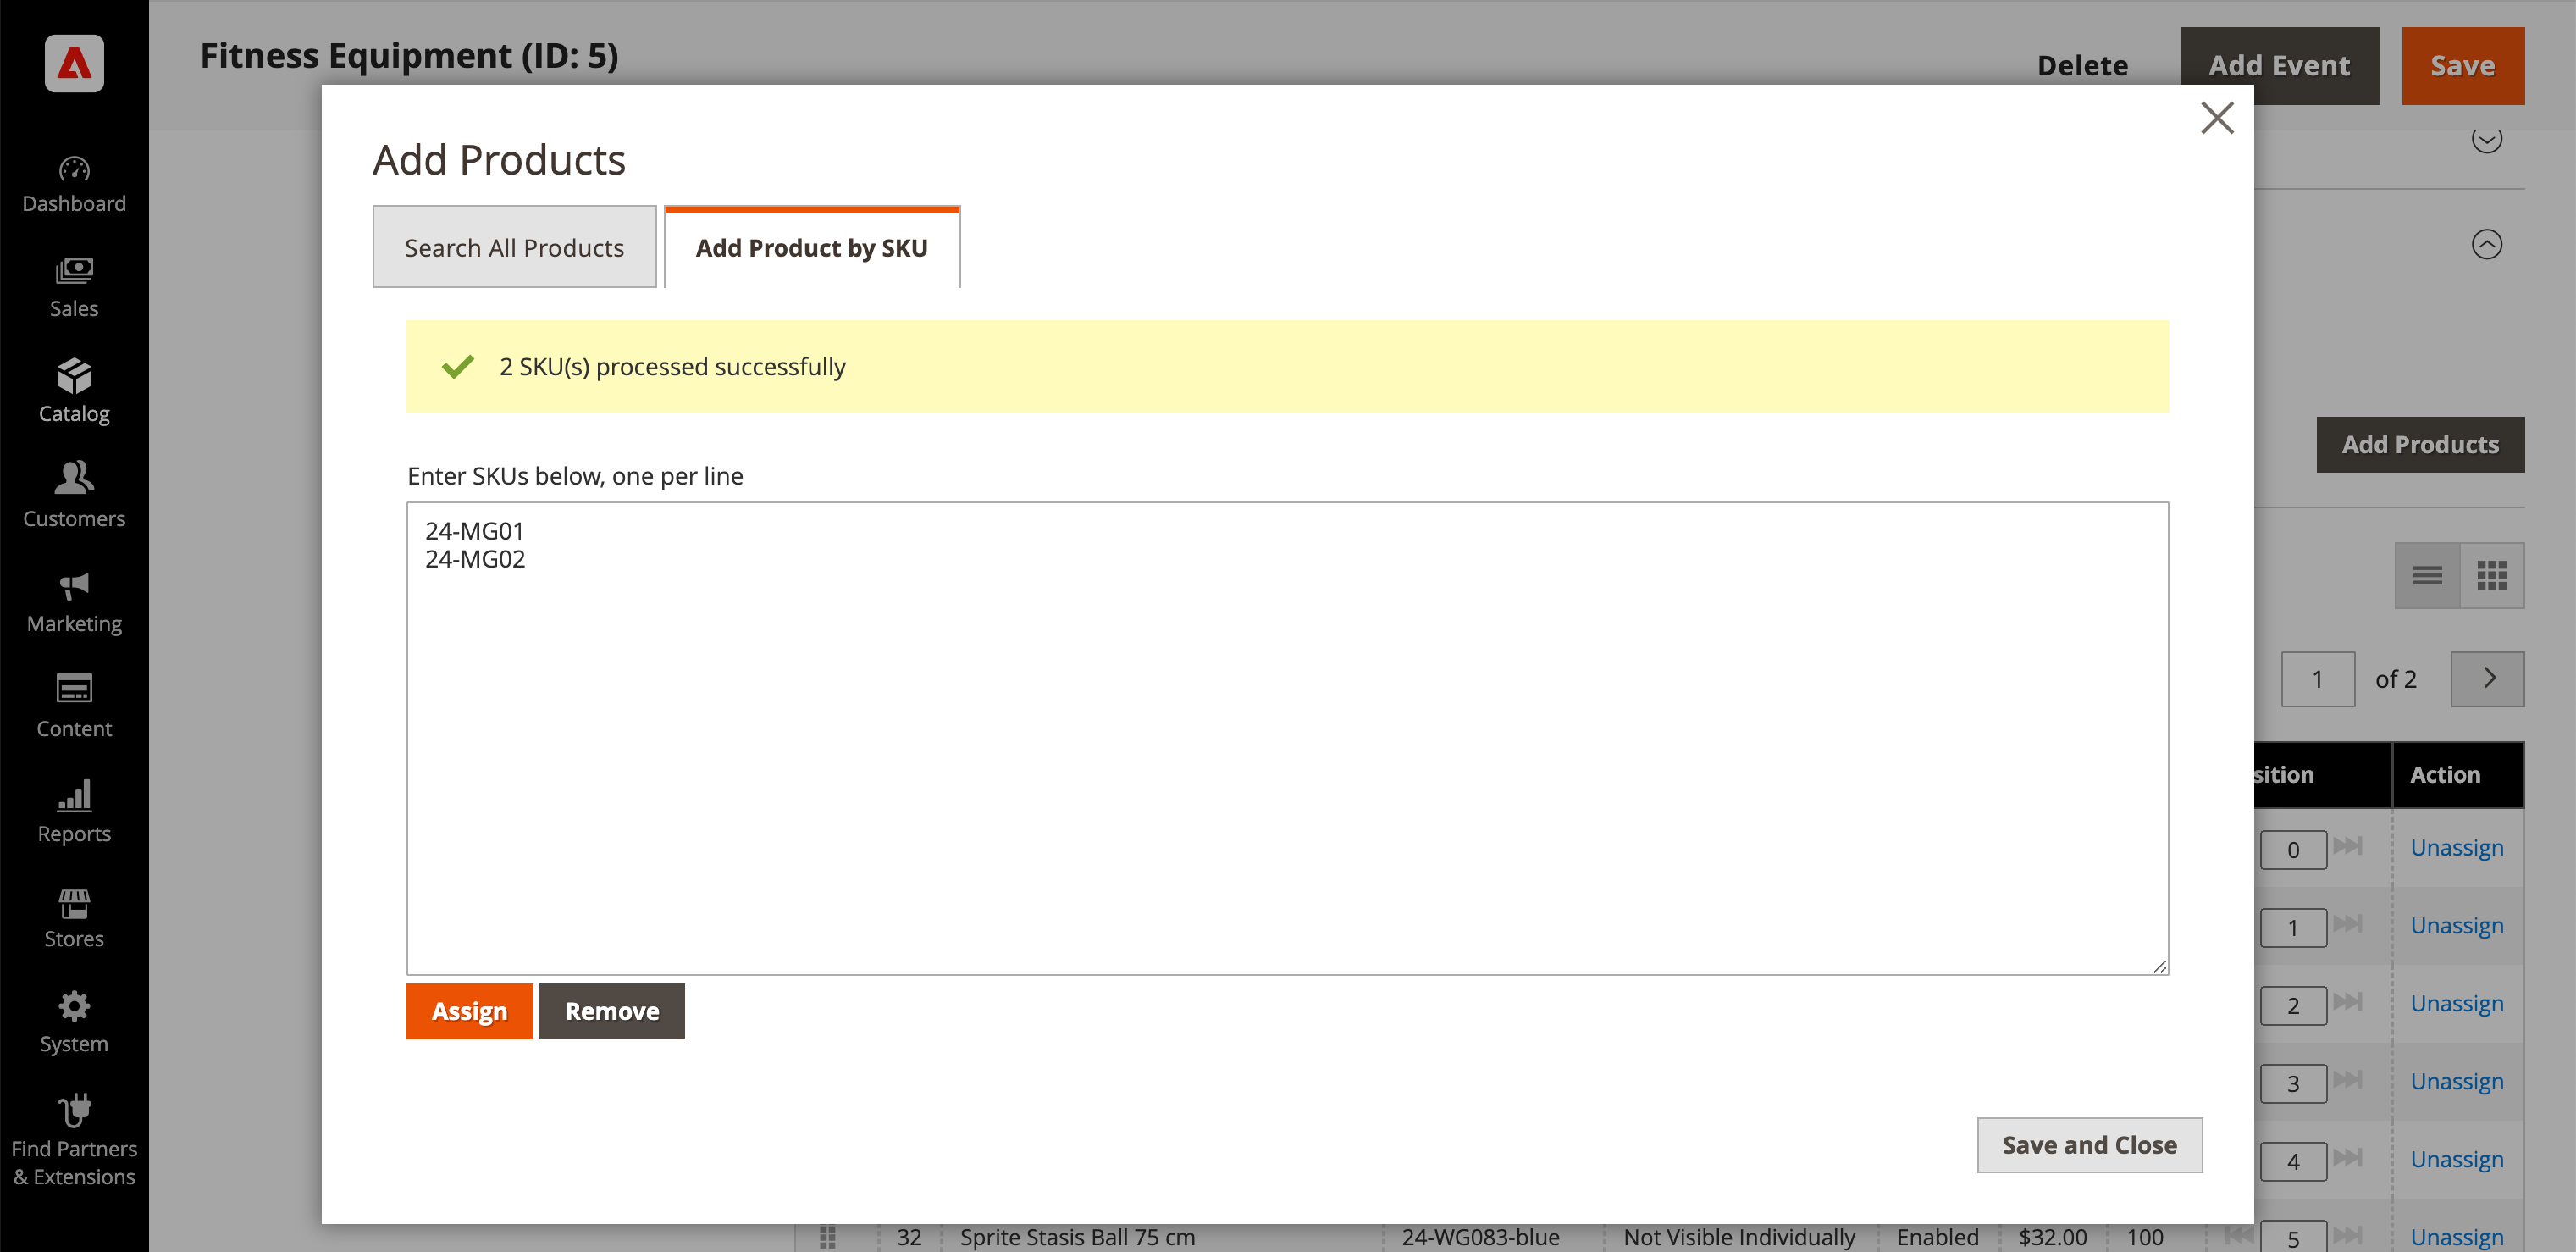 Fitness Equipment (ID: 5)
Delete
Add Event
Save
Dashboard
Sales
Catalog
Customers
Marketing
Content
Reports
Stores
System
Find Partners
& Extensions
Add Products
Search All Products
Add Product by SKU
2 SKU(s) processed successfully
Enter SKUs below, one per line
24-MG01
24-MG02
Assign
Remove
Save and Close
Add Products
1 of 2
sition
Action
0 Unassign
1 Unassign
2 Unassign
3 Unassign
4 Unassign
32 Sprite Stasis Ball 75 cm 24-WG083-blue Not Visible Individually Enabled $32.00 100 5 Unassign